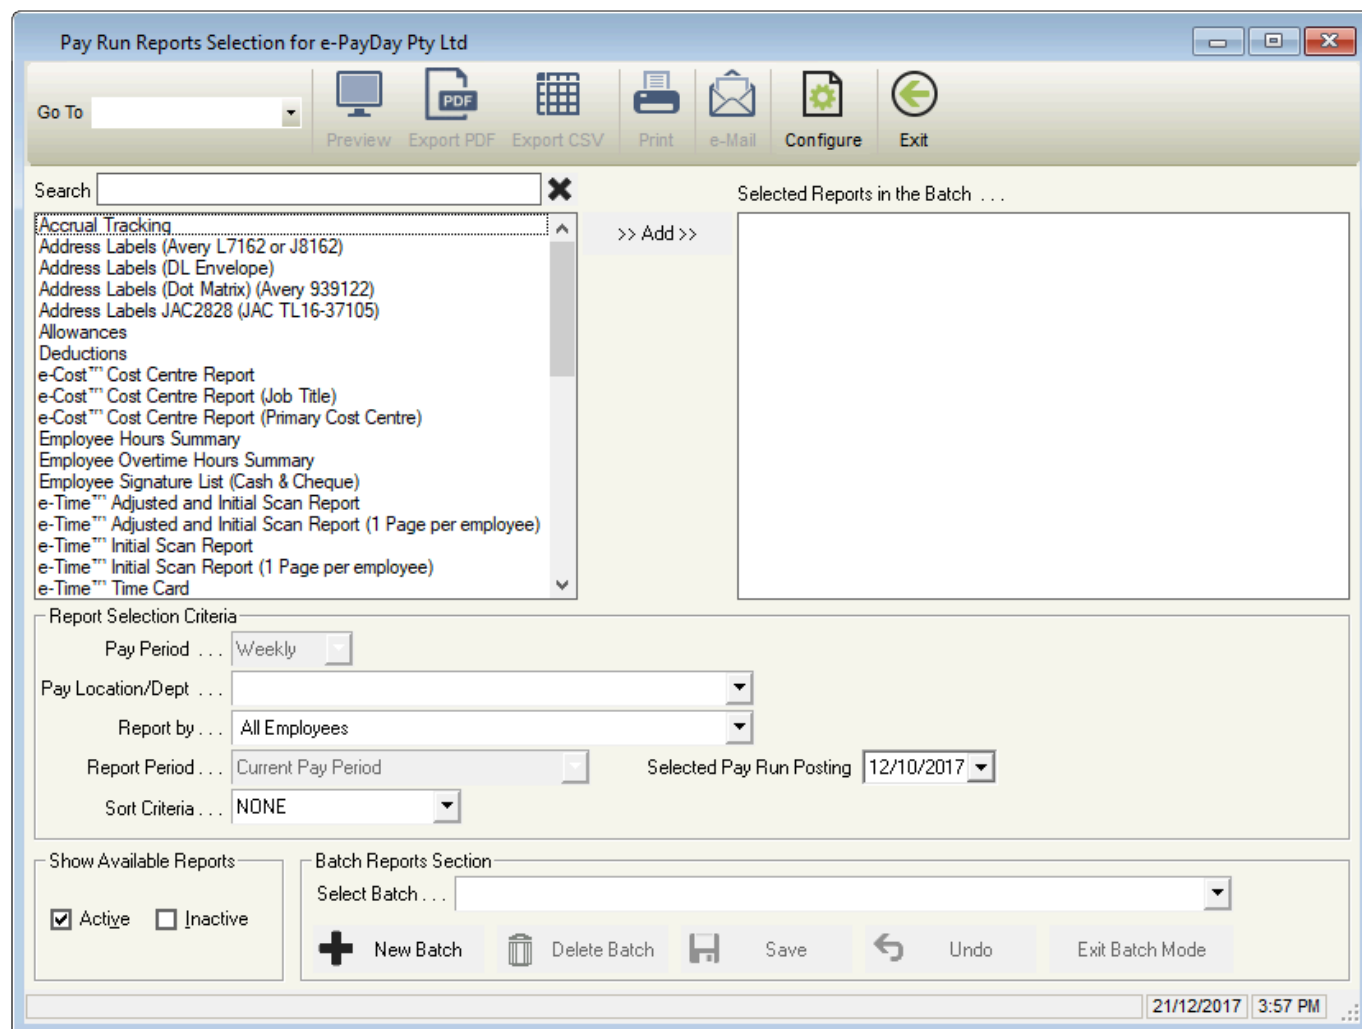 Pay Run Reports Selection for e-PayDay Pty Ltd
Go To
PDF
Preview Export PDF Export CSV Print e-Mail Configure Exit
Search
Selected Reports in the Batch . . .
>> Add >>
Accrual Tracking
Address Labels (Avery L7162 or J8162)
Address Labels (DL Envelope)
Address Labels (Dot Matrix) (Avery 939122)
Address Labels JAC2828 (JAC TL16-37105)
Allowances
Deductions
e-Cost™ Cost Centre Report
e-Cost™ Cost Centre Report (Job Title)
e-Cost™ Cost Centre Report (Primary Cost Centre)
Employee Hours Summary
Employee Overtime Hours Summary
Employee Signature List (Cash & Cheque)
e-Time™ Adjusted and Initial Scan Report
e-Time™ Adjusted and Initial Scan Report (1 Page per employee)
e-Time™ Initial Scan Report
e-Time™ Initial Scan Report (1 Page per employee)
e-Time™ Time Card
Report Selection Criteria
Pay Period . . . Weekly
Pay Location/Dept . . .
Report by . . . All Employees
Report Period . . . Current Pay Period Selected Pay Run Posting 12/10/2017
Sort Criteria . . . NONE
Show Available Reports
Active Inactive
Batch Reports Section
Select Batch . . .
New Batch Delete Batch Save Undo Exit Batch Mode
21/12/2017 3:57 PM